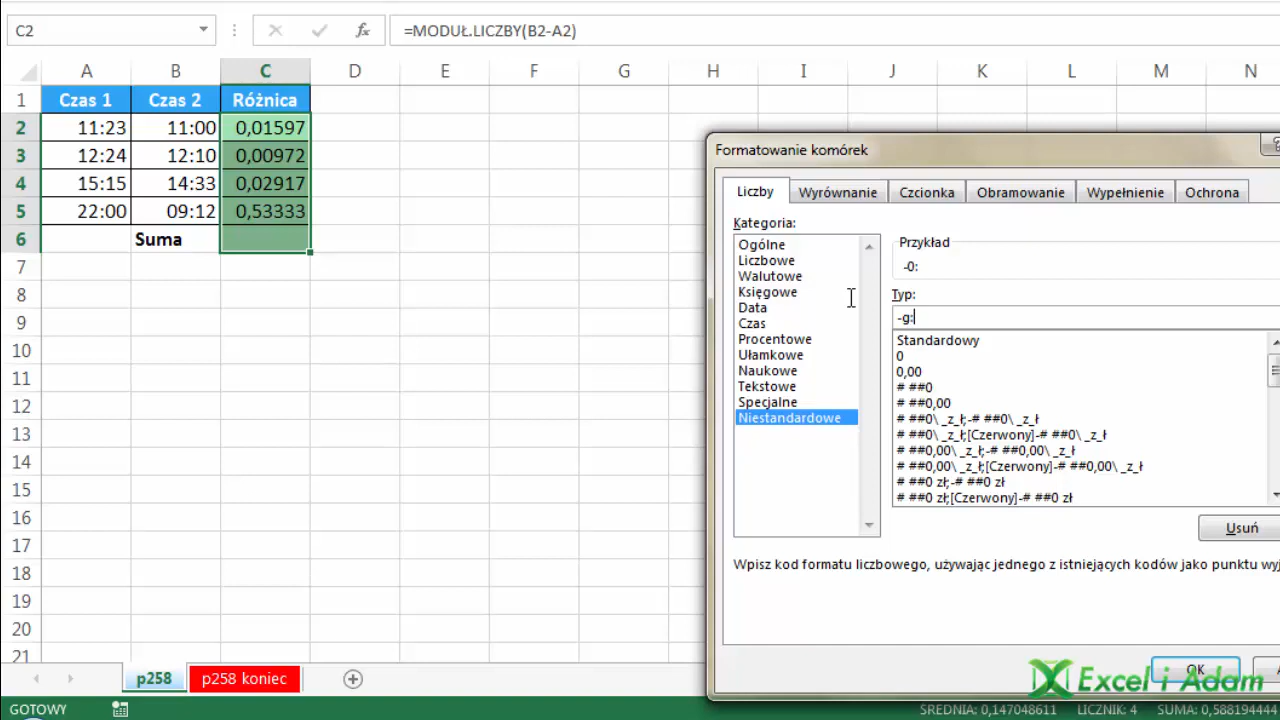 C2
fx
=MODUŁ.LICZBY(B2-A2)
A B C D E F G H I J K L M N
1 Czas 1 Czas 2 Różnica
2 11:23 11:00 0,01597
3 12:24 12:10 0,00972
4 15:15 14:33 0,02917
5 22:00 09:12 0,53333
6 Suma
7
8
9
10
11
12
13
14
15
16
17
18
19
20
21
Formatowanie komórek
?
Liczby Wyrównanie Czcionka Obramowanie Wypełnienie Ochrona
Kategoria:
Ogólne
Liczbowe
Walutowe
Księgowe
Data
Czas
Procentowe
Ułamkowe
Naukowe
Tekstowe
Specjalne
Niestandardowe
Przykład
-0:
Typ:
-g:
Standardowy
0
0,00
# ##0
# ##0,00
# ##0\ _z_ł;-# ##0\ _z_ł
# ##0\ _z_ł;[Czerwony]-# ##0\ _z_ł
# ##0,00\ _z_ł;-# ##0,00\ _z_ł
# ##0,00\ _z_ł;[Czerwony]-# ##0,00\ _z_ł
# ##0 zł;-# ##0 zł
# ##0 zł;[Czerwony]-# ##0 zł
Usuń
Wpisz kod formatu liczbowego, używając jednego z istniejących kodów jako punktu
OK
Excel i Adam
p258 p258 koniec
GOTOWY
ŚREDNIA: 0,147048611 LICZNIK: 4 SUMA: 0,588194444